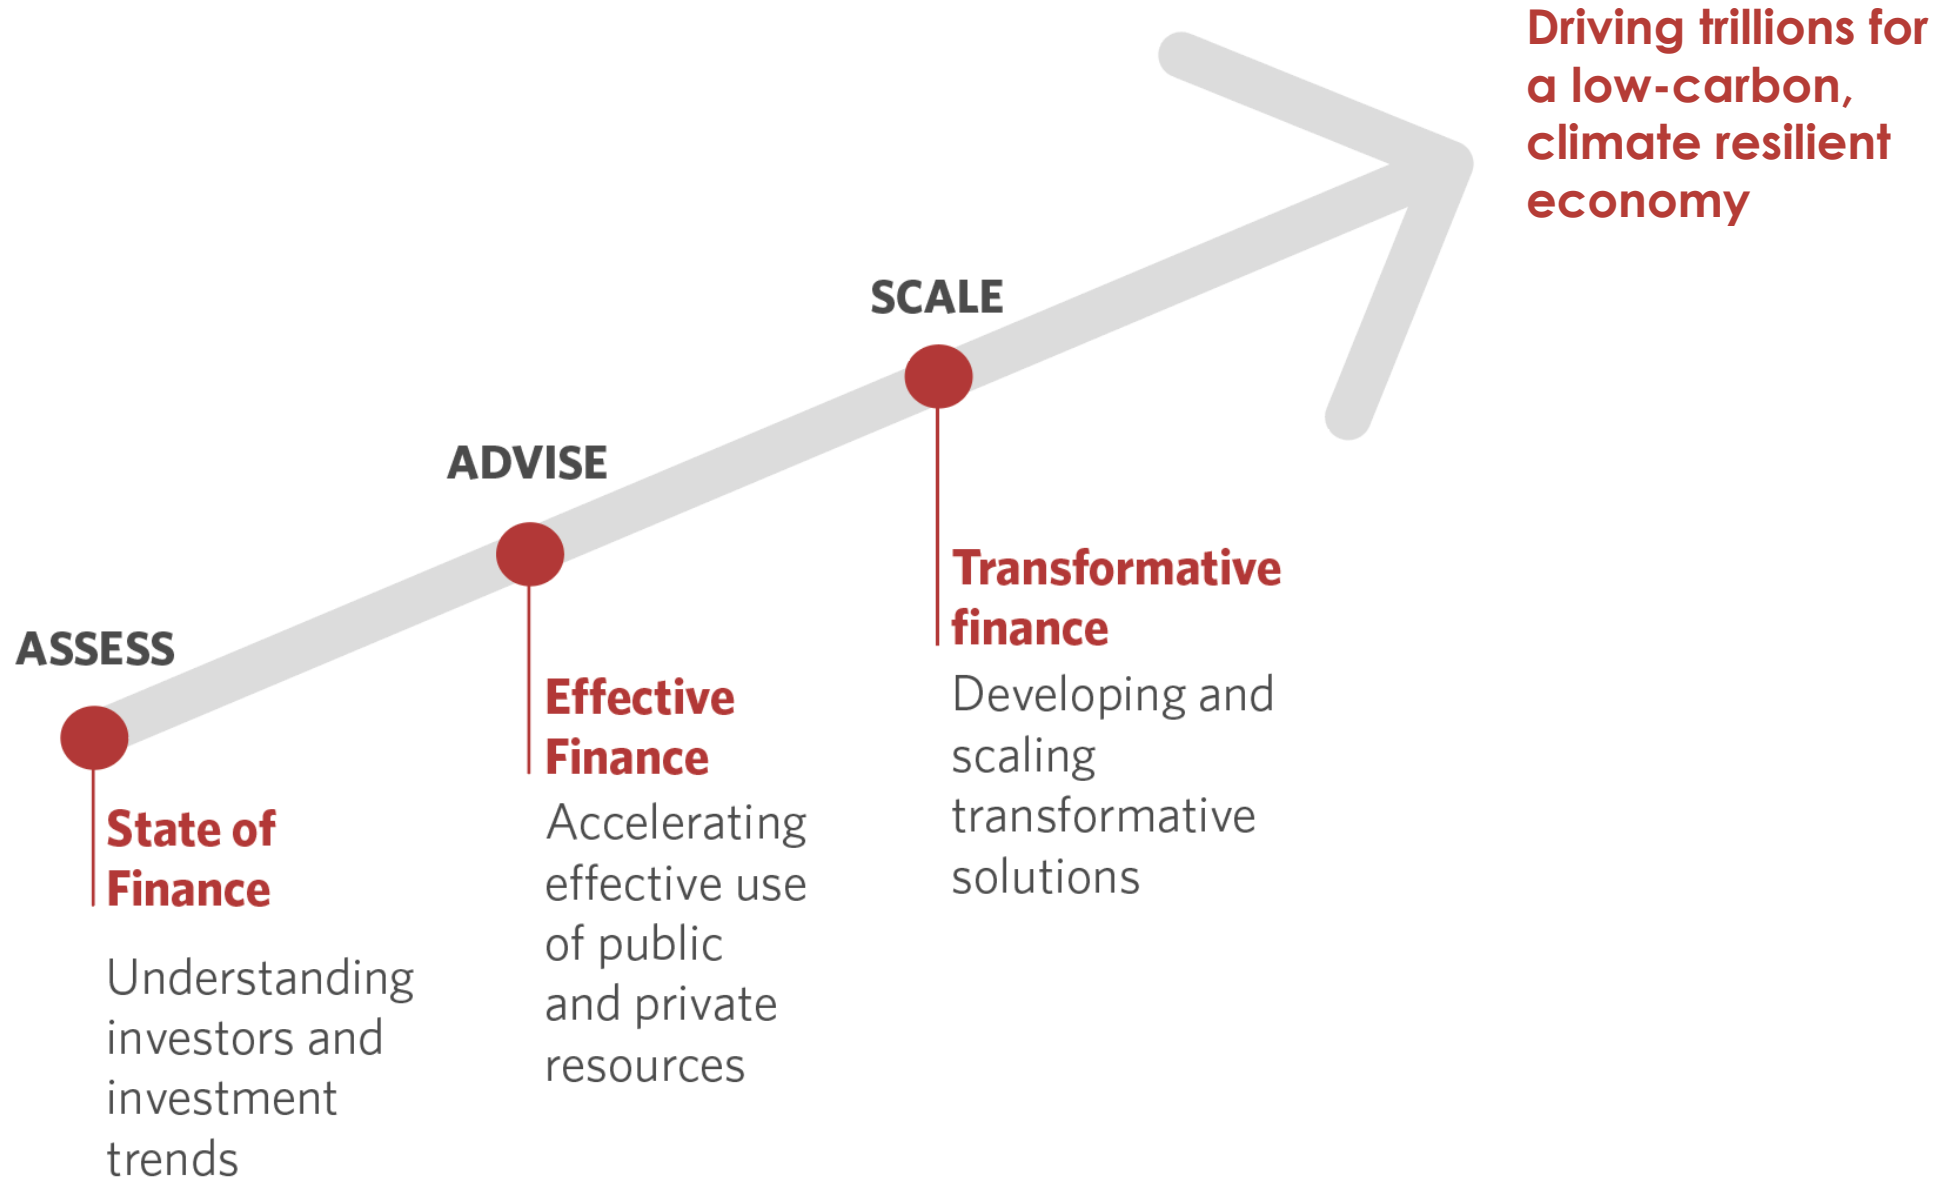 Driving trillions for
a low-carbon,
climate resilient
economy
SCALE
Transformative
finance
Developing and
scaling
transformative
solutions
ADVISE
Effective
Finance
Accelerating
effective use
of public
and private
resources
ASSESS
State of
Finance
Understanding
investors and
investment
trends